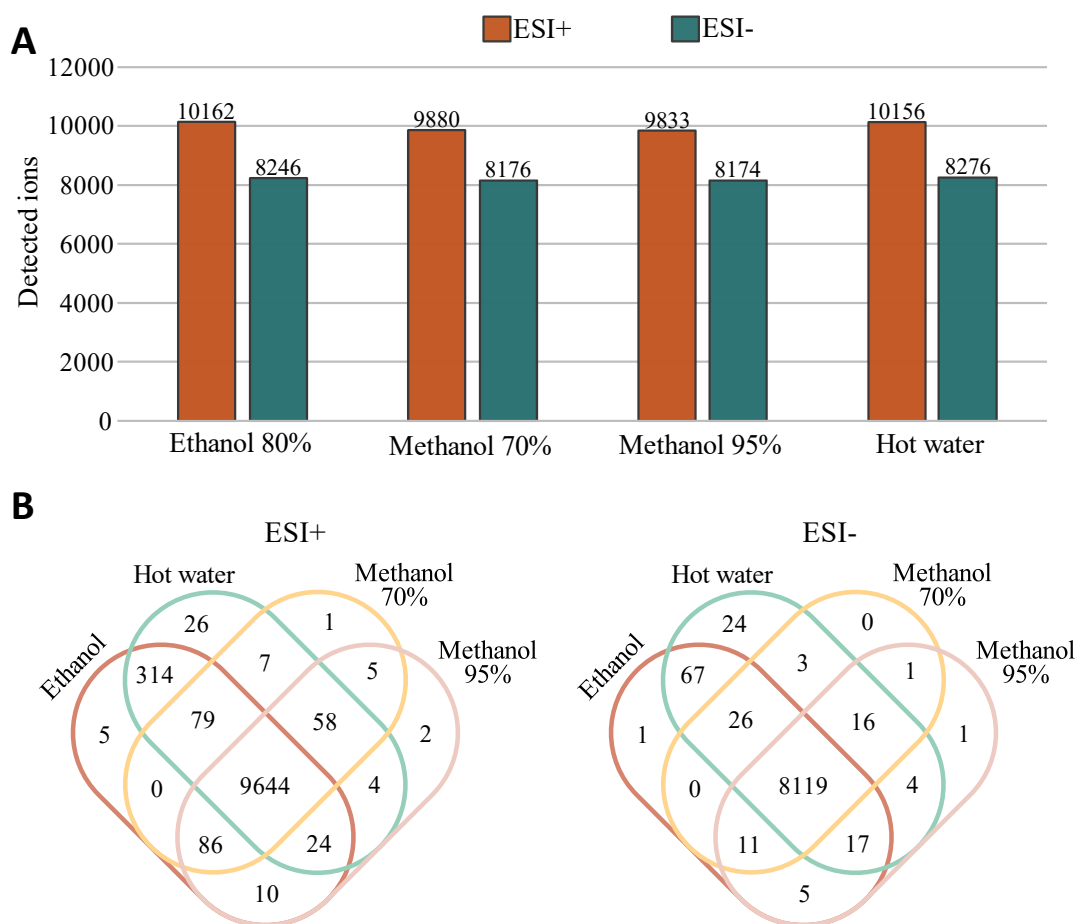 A
ESI+ ESI-
12000
10000
8000
6000
4000
2000
0
Detected ions
10162 8246 9880 8176 9833 8174 10156 8276
Ethanol 80% Methanol 70% Methanol 95% Hot water
B
ESI+
Hot water
Methanol
70%
Ethanol
Methanol
95%
26 1
314 7 5
5 79 58 2
0 9644 4
86 24
10
ESI-
Hot water
Methanol
70%
Ethanol
Methanol
95%
24 0
67 3 1
1 26 16 1
0 8119 4
11 17
5